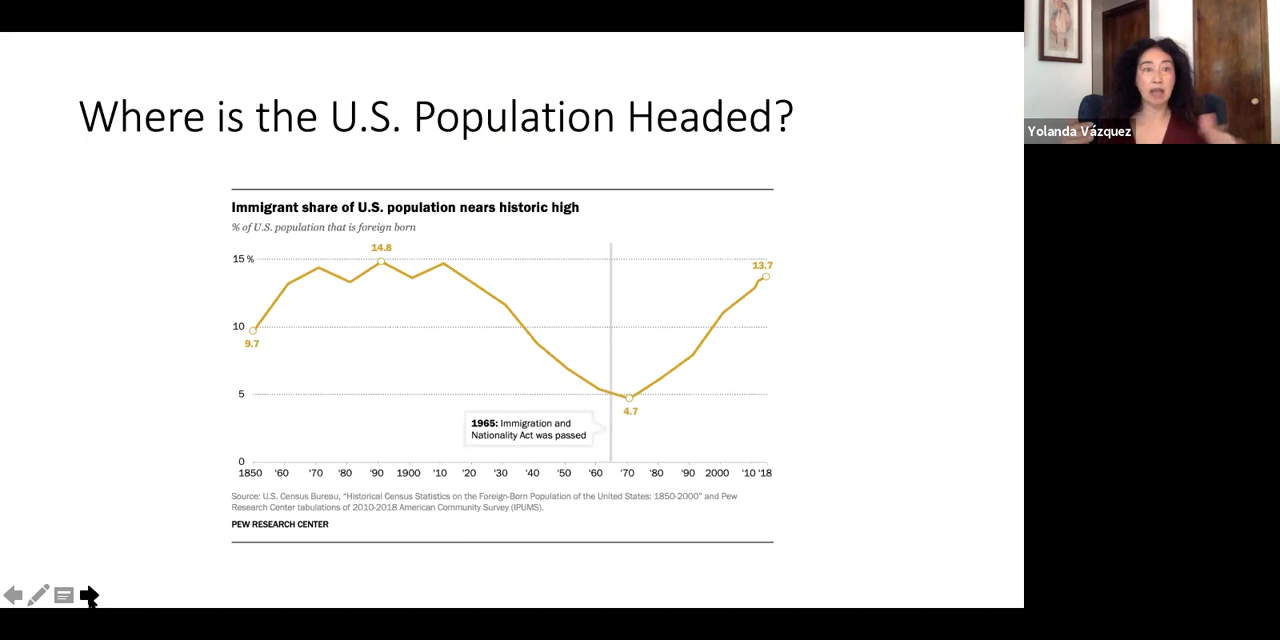 Where is the U.S. Population Headed?
Yolanda Vázquez
Immigrant share of U.S. population nears historic high
% of U.S. population that is foreign born
15 %
10
5
0
9.7
14.8
4.7
13.7
1965: Immigration and
Nationality Act was passed
1850 '60 '70 '80 '90 1900 '10 '20 '30 '40 '50 '60 '70 '80 '90 2000 '10 '18
Source: U.S. Census Bureau, "Historical Census Statistics on the Foreign-Born Population of the United States: 1850-2000" and Pew
Research Center tabulations of 2010-2018 American Community Survey (IPUMS).
PEW RESEARCH CENTER